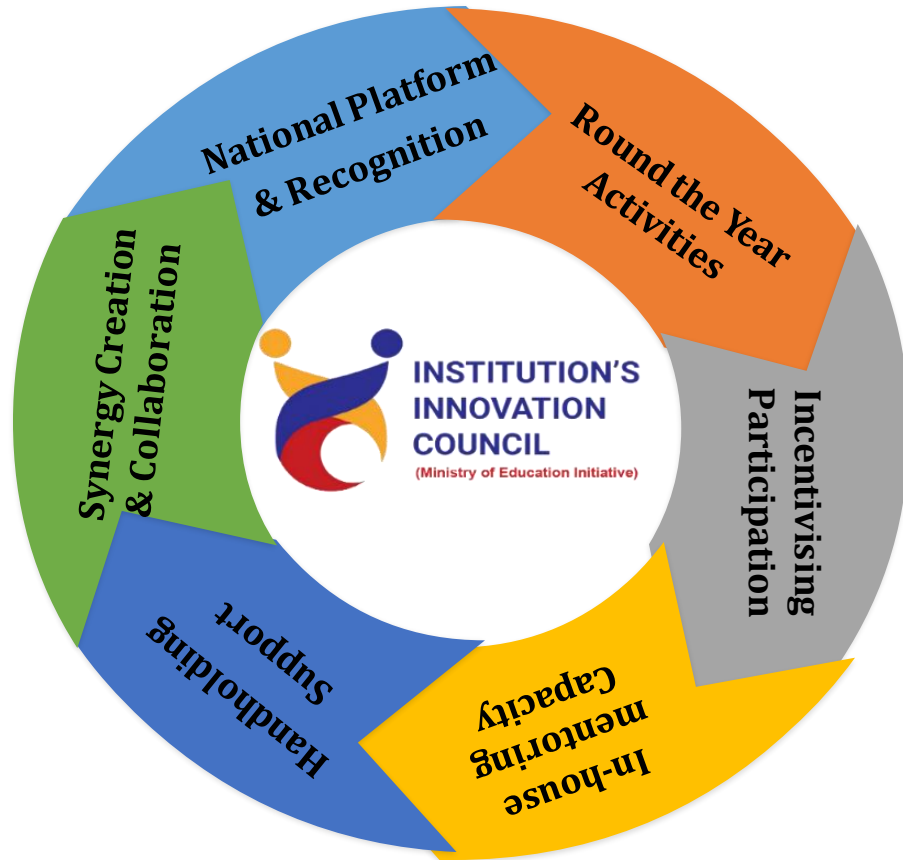 National Platform
& Recognition
Round the Year
Activities
Incentivising
Participation
In-house
mentoring
Capacity
Handholding
Support
Synergy Creation
& Collaboration
INSTITUTION'S
INNOVATION
COUNCIL
(Ministry of Education Initiative)